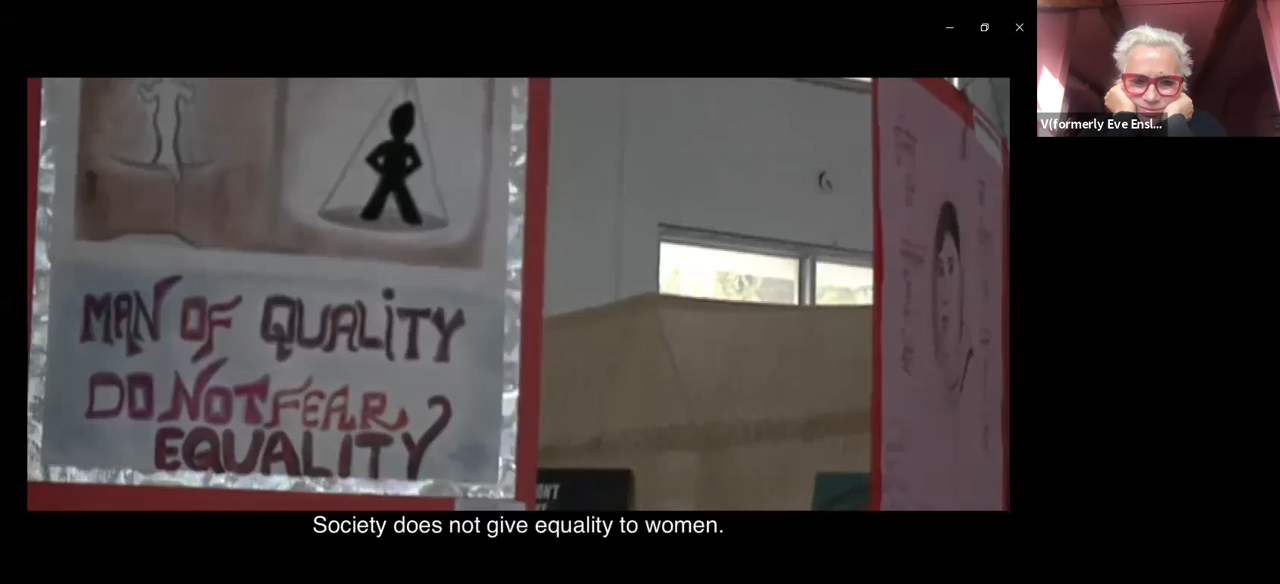 V(formerly Eve Ensl...
MAN OF QUALiTY
DO NOT FEAR
EQUALITY?
Society does not give equality to women.